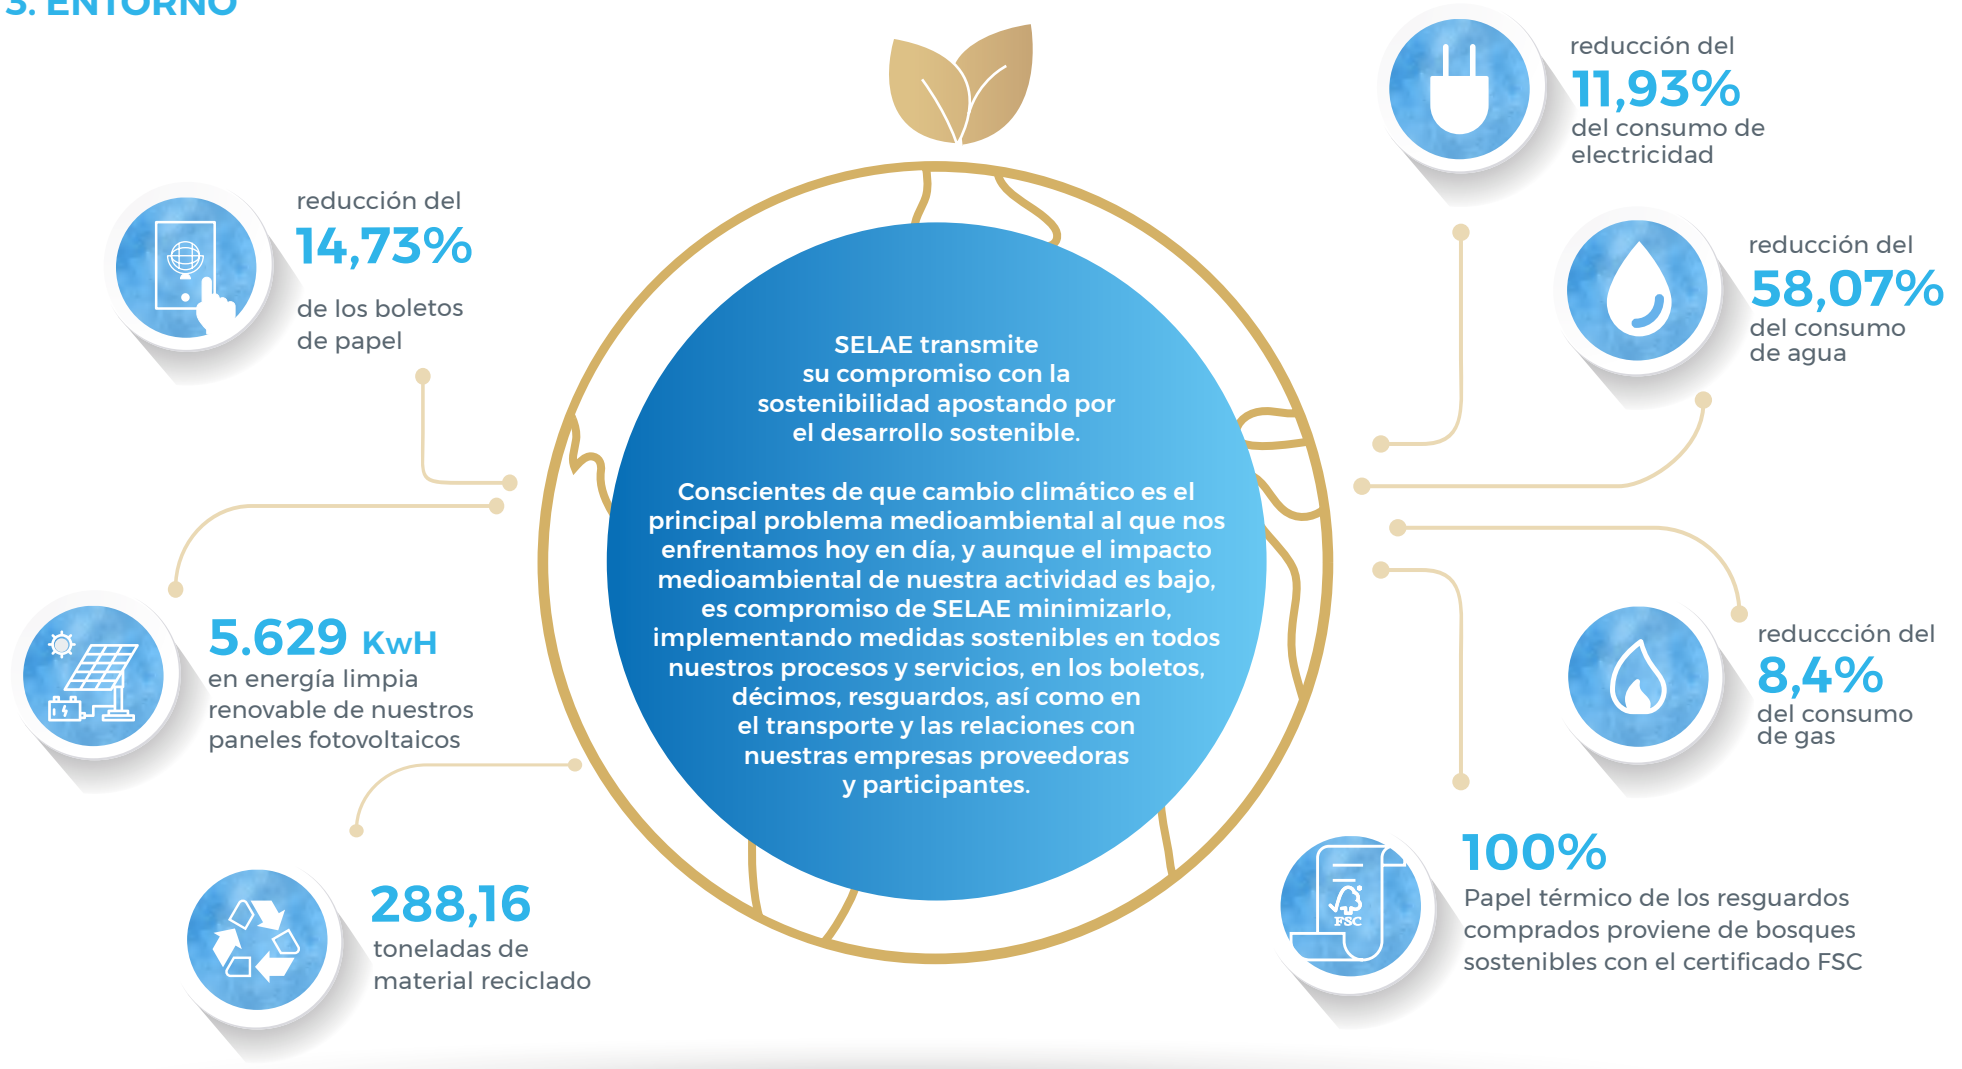 3. ENTORNO
reducción del
14,73%
de los boletos
de papel
5.629 KwH
en energía limpia
renovable de nuestros
paneles fotovoltaicos
288,16
toneladas de
material reciclado
SELAE transmite
su compromiso con la
sostenibilidad apostando por
el desarrollo sostenible.
Conscientes de que cambio climático es el
principal problema medioambiental al que nos
enfrentamos hoy en día, y aunque el impacto
medioambiental de nuestra actividad es bajo,
es compromiso de SELAE minimizarlo,
implementando medidas sostenibles en todos
nuestros procesos y servicios, en los boletos,
décimos, resguardos, así como en
el transporte y las relaciones con
nuestras empresas proveedoras
y participantes.
reducción del
11,93%
del consumo de
electricidad
reducción del
58,07%
del consumo
de agua
reduccción del
8,4%
del consumo
de gas
FSC
100%
Papel térmico de los resguardos
comprados proviene de bosques
sostenibles con el certificado FSC